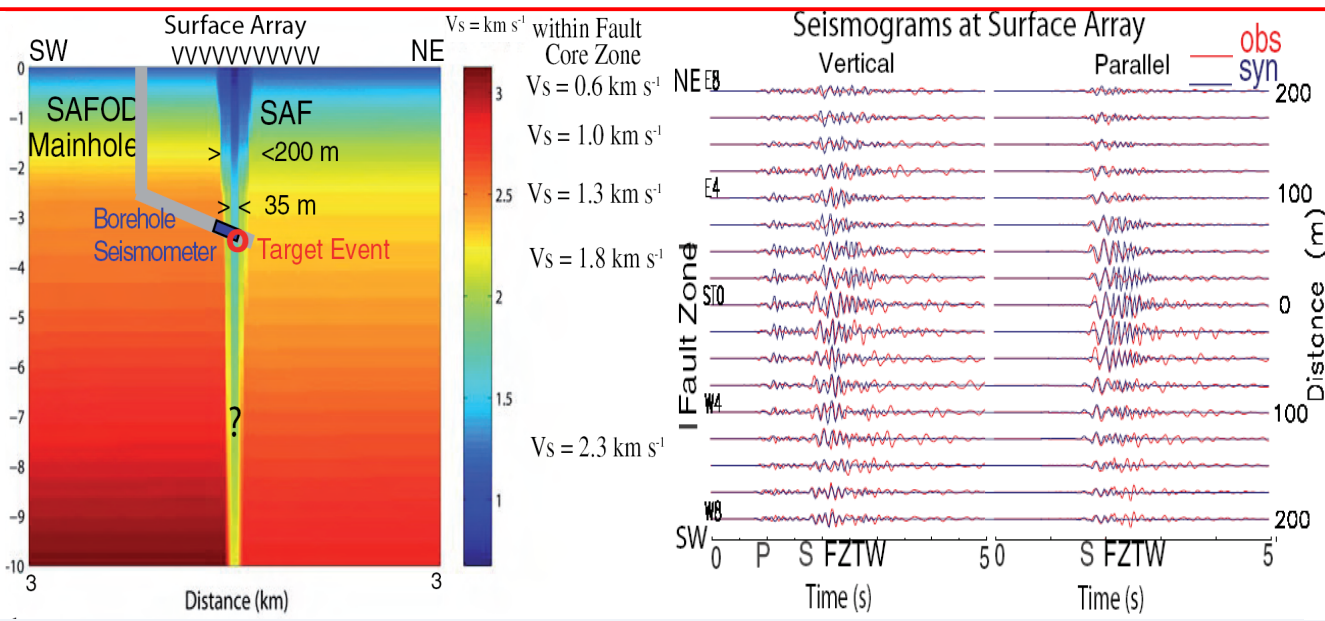 Surface Array
VVVVVVVVVVV
SW
NE
0
-1
-2
-3
-4
-5
-6
-7
-8
-9
-10
SAFOD
Mainhole
SAF
> <200 m
> < 35 m
Borehole
Seismometer
Target Event
?
3
3
Distance (km)
Vs = km s-1
3
2.5
2
1.5
1
within Fault
Core Zone
Vs = 0.6 km s-1
Vs = 1.0 km s-1
Vs = 1.3 km s-1
Vs = 1.8 km s-1
Vs = 2.3 km s-1
Seismograms at Surface Array
obs
syn
Vertical
Parallel
NE
E8
E4
ST0
W4
W8
SW
I Fault Zone
200
100
0
100
200
Distance (m)
0 P S FZTW 5
0 S FZTW 5
Time (s)
Time (s)